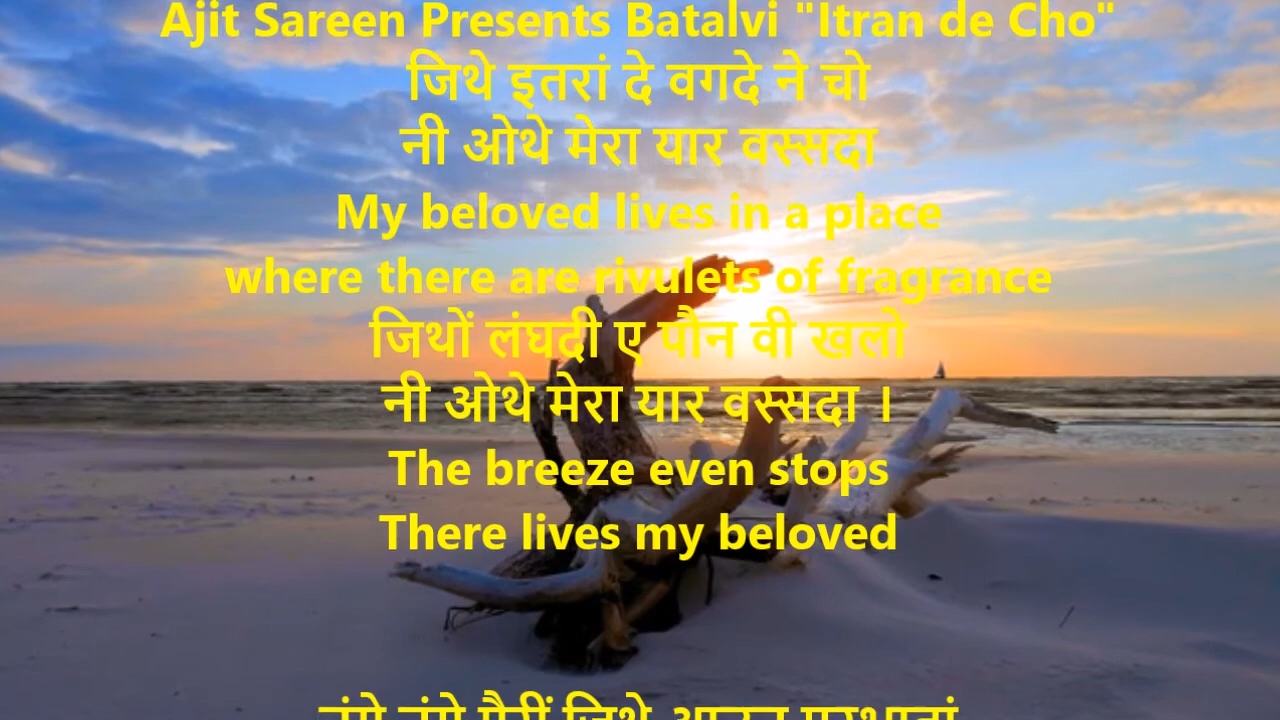 Ajit Sareen Presents Batalvi "Itran de Cho"
जिथे इतरां दे वगदे ने चो
नी ओथे मेरा यार वस्सदा
My beloved lives in a place
where there are rivulets of fragrance
जिथों लंघदी ए पौन वी खलो
नी ओथे मेरा यार वस्सदा ।
The breeze even stops
There lives my beloved
नंगे नंगे पैरीं जिथे